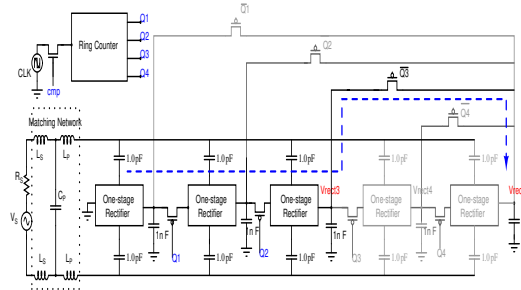 Q1
Q2
Q3
Q4
Ring Counter
CLK
cmp
Q1
Q2
Q3
Q4
Matching Network
LS
LP
RS
CP
VS
LS
LP
1.0pF
1.0pF
1.0pF
1.0pF
1.0pF
One-stage Rectifier
One-stage Rectifier
One-stage Rectifier
One-stage Rectifier
One-stage Rectifier
Vrect3
Vrect4
Vrec
1n F
1n F
1n F
1n F
1n F
Q1
Q2
Q3
Q4
1.0pF
1.0pF
1.0pF
1.0pF
1.0pF